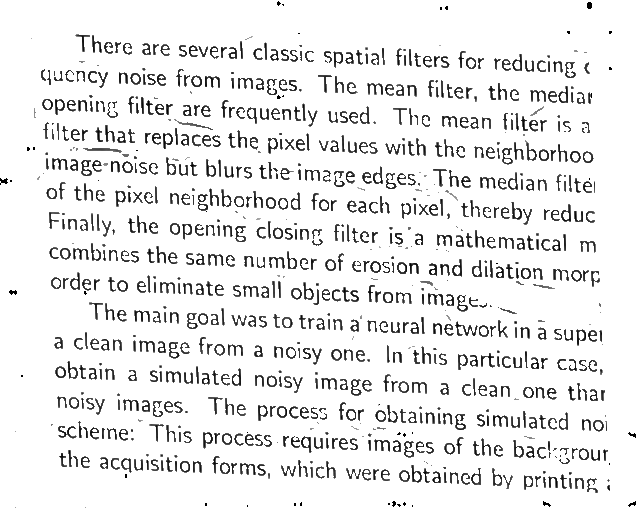 There are several classic spatial filters for reducing
quency noise from images. The mean filter, the median
opening filter are frequently used. The mean filter is a
filter that replaces the pixel values with the neighborhoo
image noise but blurs the image edges. The median filter
of the pixel neighborhood for each pixel, thereby reduc
Finally, the opening closing filter is a mathematical m
combines the same number of erosion and dilation morp
order to eliminate small objects from images.
The main goal was to train a neural network in a super
a clean image from a noisy one. In this particular case,
obtain a simulated noisy image from a clean one than
noisy images. The process for obtaining simulated noi
scheme: This process requires images of the backgroun
the acquisition forms, which were obtained by printing